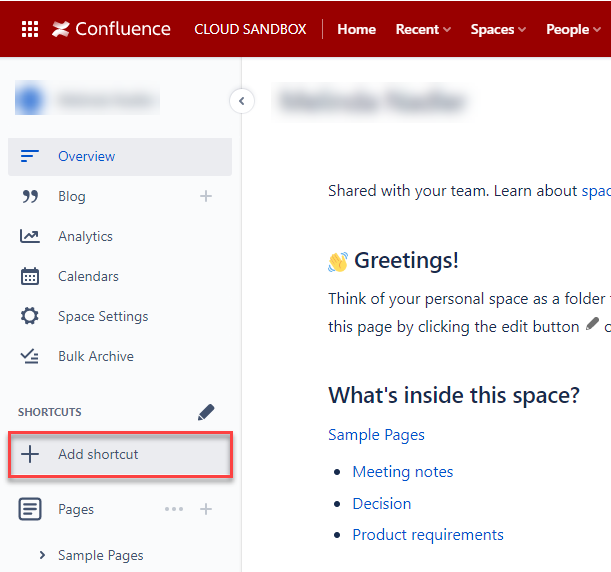 Confluence CLOUD SANDBOX Home Recent Spaces People
Overview
Blog
Analytics
Calendars
Space Settings
Bulk Archive
SHORTCUTS
Add shortcut
Pages
Sample Pages
Shared with your team. Learn about spac
👋 Greetings!
Think of your personal space as a folder
this page by clicking the edit button
What's inside this space?
Sample Pages
• Meeting notes
• Decision
• Product requirements